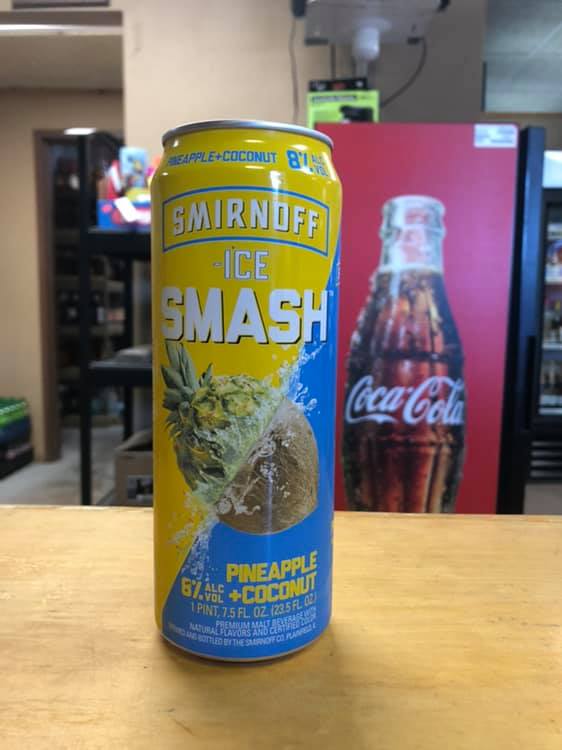 PINEAPPLE+COCONUT 8% ALC VOL
SMIRNOFF
-ICE
SMASH
Coca-Cola
PINEAPPLE
+COCONUT
8% ALC VOL
1 PINT, 7.5 FL. OZ. (23.5 FL. OZ.)
PREMIUM MALT BEVERAGE WITH
NATURAL FLAVORS AND CERTIFIED COLOR
AND BOTTLED BY THE SMIRNOFF CO. PLAINFIELD, IL